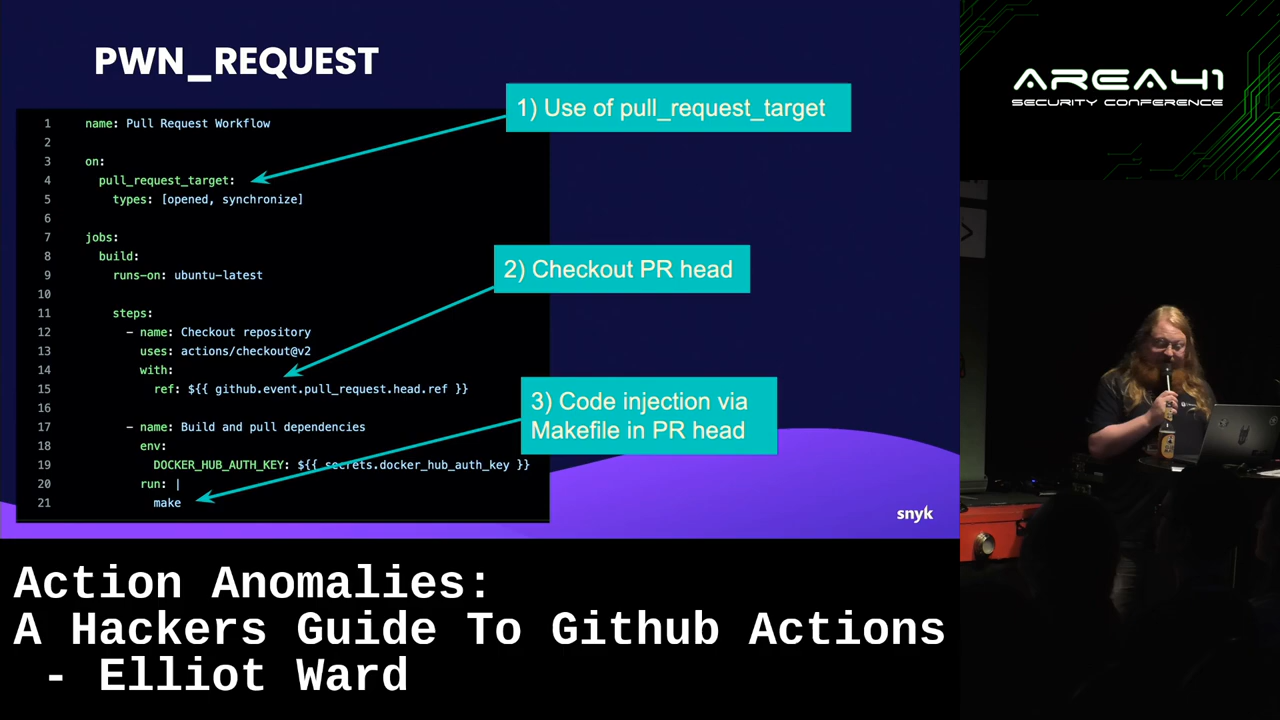 PWN_REQUEST
1) Use of pull_request_target
2) Checkout PR head
3) Code injection via
Makefile in PR head
1 name: Pull Request Workflow
2
3 on:
4 pull_request_target:
5 types: [opened, synchronize]
6
7 jobs:
8 build:
9 runs-on: ubuntu-latest
10
11 steps:
12 - name: Checkout repository
13 uses: actions/checkout@v2
14 with:
15 ref: ${{ github.event.pull_request.head.ref }}
16
17 - name: Build and pull dependencies
18 env:
19 DOCKER_HUB_AUTH_KEY: ${{ secrets.docker_hub_auth_key }}
20 run: |
21 make
snyk
AREA41
SECURITY CONFERENCE
Action Anomalies:
A Hackers Guide To Github Actions
- Elliot Ward